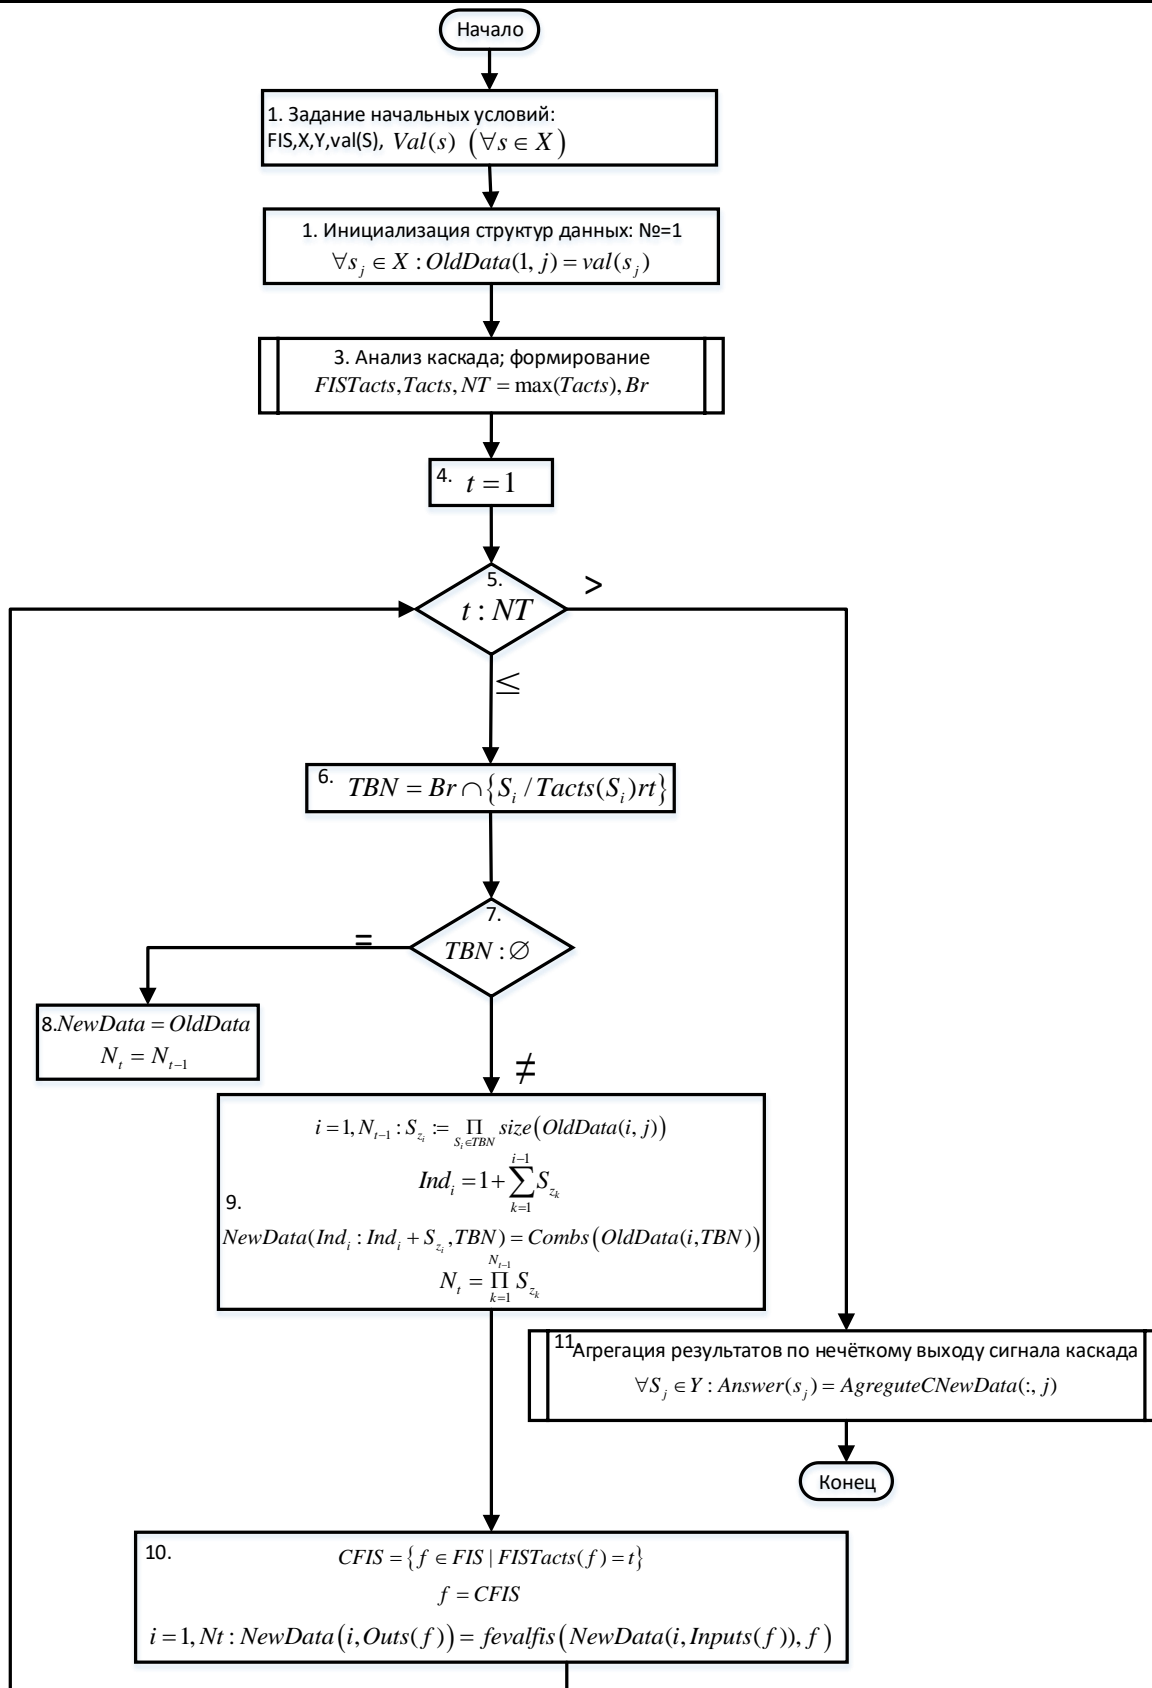 Начало
1. Задание начальных условий:
FIS,X,Y,val(S), Val(s) (∀s ∈ X)
1. Инициализация структур данных: №=1
∀s_j ∈ X : OldData(1, j) = val(s_j)
3. Анализ каскада; формирование
FISTacts,Tacts, NT = max(Tacts), Br
4. t = 1
5.
t : NT
>
≤
6. TBN = Br ∩ {S_i / Tacts(S_i)rt}
7.
TBN : ∅
=
8.NewData = OldData
N_t = N_{t−1}
≠
i = 1, N_{t−1} : S_{z_i} := Π_{S_i∈TBN} size(OldData(i, j))
Ind_i = 1 + ∑_{k=1}^{i−1} S_{z_k}
9.
NewData(Ind_i : Ind_i + S_{z_i}, TBN) = Combs(OldData(i,TBN))
N_t = Π_{k=1}^{N_{t−1}} S_{z_k}
11.Агрегация результатов по нечёткому выходу сигнала каскада
∀S_j ∈ Y : Answer(s_j) = AgreguteCNewData(:, j)
Конец
10. CFIS = {f ∈ FIS | FISTacts(f) = t}
f = CFIS
i = 1, Nt : NewData(i,Outs(f)) = fevalfis(NewData(i,Inputs(f)), f)